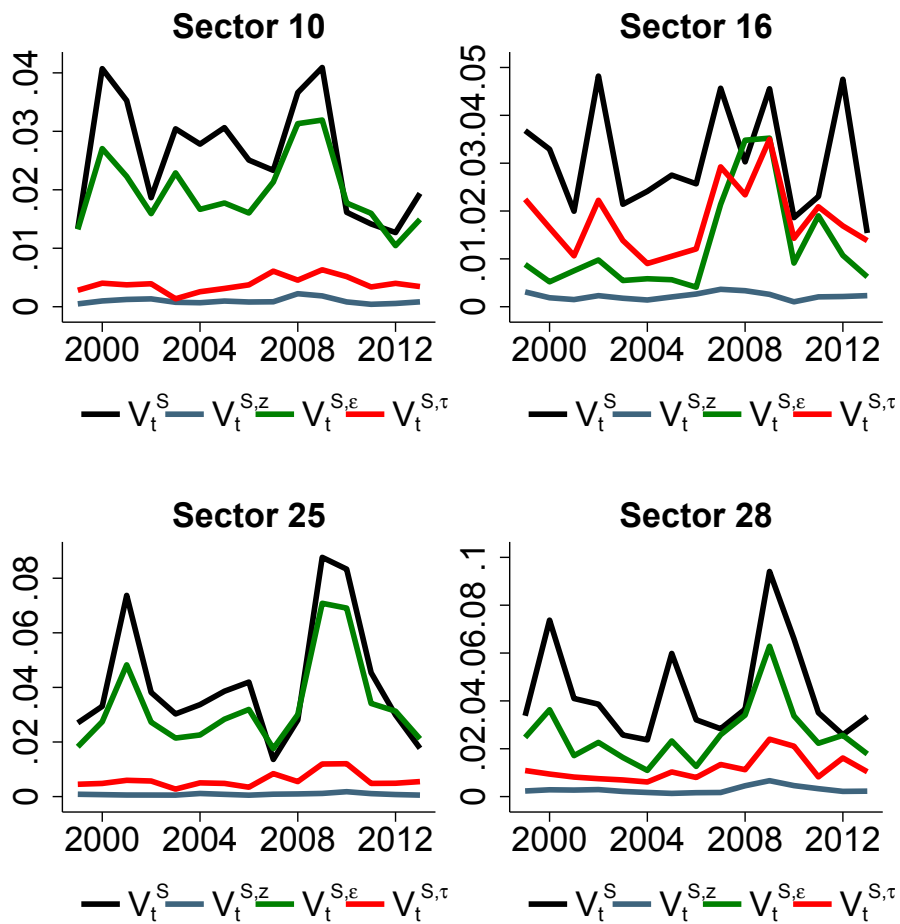 Sector 10
0 .01 .02 .03 .04
2000 2004 2008 2012
V_t^S V_t^{S,z} V_t^{S,ε} V_t^{S,τ}
Sector 16
0 .01 .02 .03 .04 .05
2000 2004 2008 2012
V_t^S V_t^{S,z} V_t^{S,ε} V_t^{S,τ}
Sector 25
0 .02 .04 .06 .08
2000 2004 2008 2012
V_t^S V_t^{S,z} V_t^{S,ε} V_t^{S,τ}
Sector 28
0 .02 .04 .06 .08 .1
2000 2004 2008 2012
V_t^S V_t^{S,z} V_t^{S,ε} V_t^{S,τ}